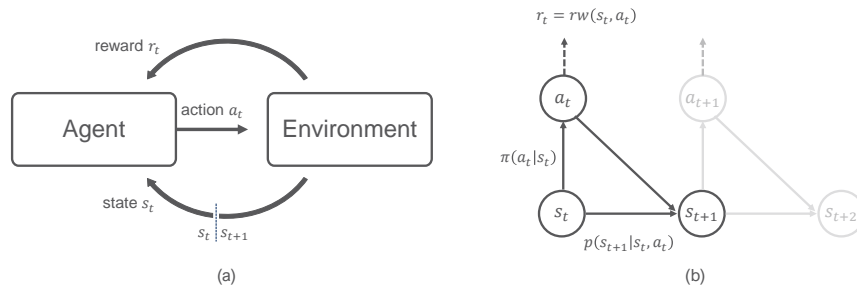 reward r_t
Agent
action a_t
Environment
state s_t
s_t s_{t+1}
(a)
r_t = rw(s_t, a_t)
a_t
a_{t+1}
π(a_t|s_t)
s_t
s_{t+1}
s_{t+2}
p(s_{t+1}|s_t, a_t)
(b)